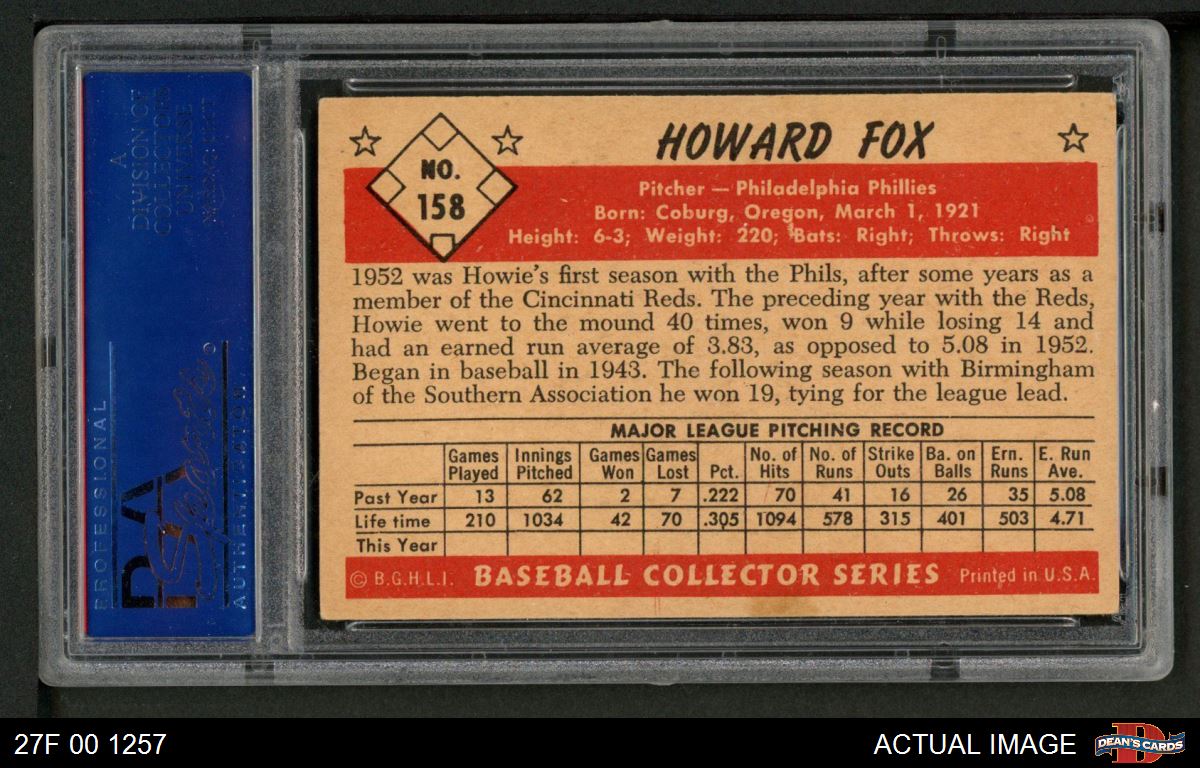 A
DIVISION OF
COLLECTORS
UNIVERSE
NASDAQ: CLCT
PROFESSIONAL
PSA
Sports
AUTHENTICATOR
NO.
158
HOWARD FOX
Pitcher — Philadelphia Phillies
Born: Coburg, Oregon, March 1, 1921
Height: 6-3; Weight: 220; Bats: Right; Throws: Right
1952 was Howie's first season with the Phils, after some years as a
member of the Cincinnati Reds. The preceding year with the Reds,
Howie went to the mound 40 times, won 9 while losing 14 and
had an earned run average of 3.83, as opposed to 5.08 in 1952.
Began in baseball in 1943. The following season with Birmingham
of the Southern Association he won 19, tying for the league lead.
MAJOR LEAGUE PITCHING RECORD
Games Played Innings Pitched Games Won Games Lost Pct. No. of Hits No. of Runs Strike Outs Ba. on Balls Ern. Runs E. Run Ave.
Past Year 13 62 2 7 .222 70 41 16 26 35 5.08
Life time 210 1034 42 70 .305 1094 578 315 401 503 4.71
This Year
© B.G.H.L.I. BASEBALL COLLECTOR SERIES Printed in U.S.A.
27F 00 1257
ACTUAL IMAGE
D
DEAN'S CARDS